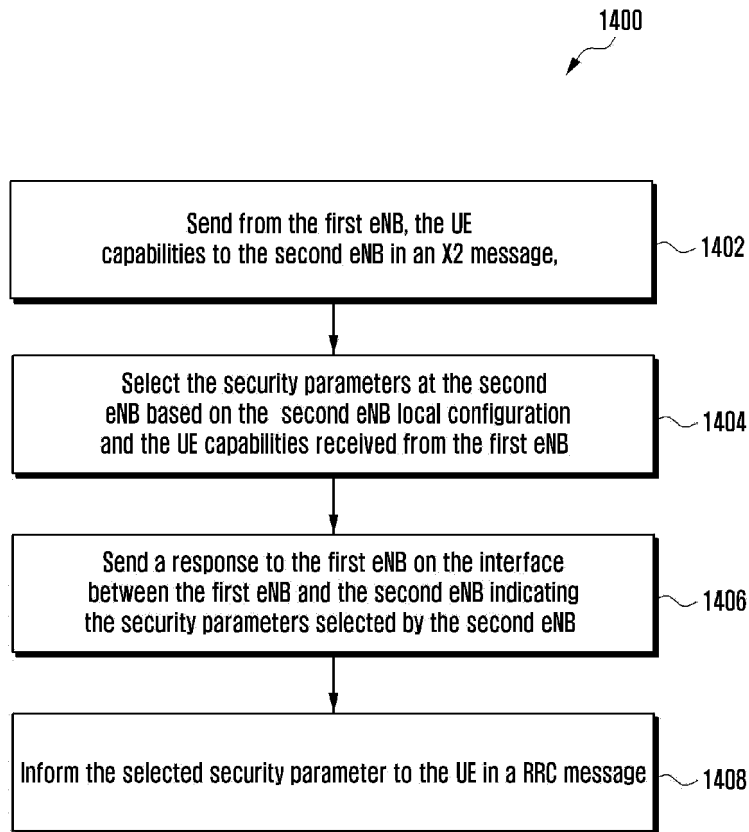 1400
Send from the first eNB, the UE
capabilities to the second eNB in an X2 message,
1402
Select the security parameters at the second
eNB based on the second eNB local configuration
and the UE capabilities received from the first eNB
1404
Send a response to the first eNB on the interface
between the first eNB and the second eNB indicating
the security parameters selected by the second eNB
1406
Inform the selected security parameter to the UE in a RRC message
1408